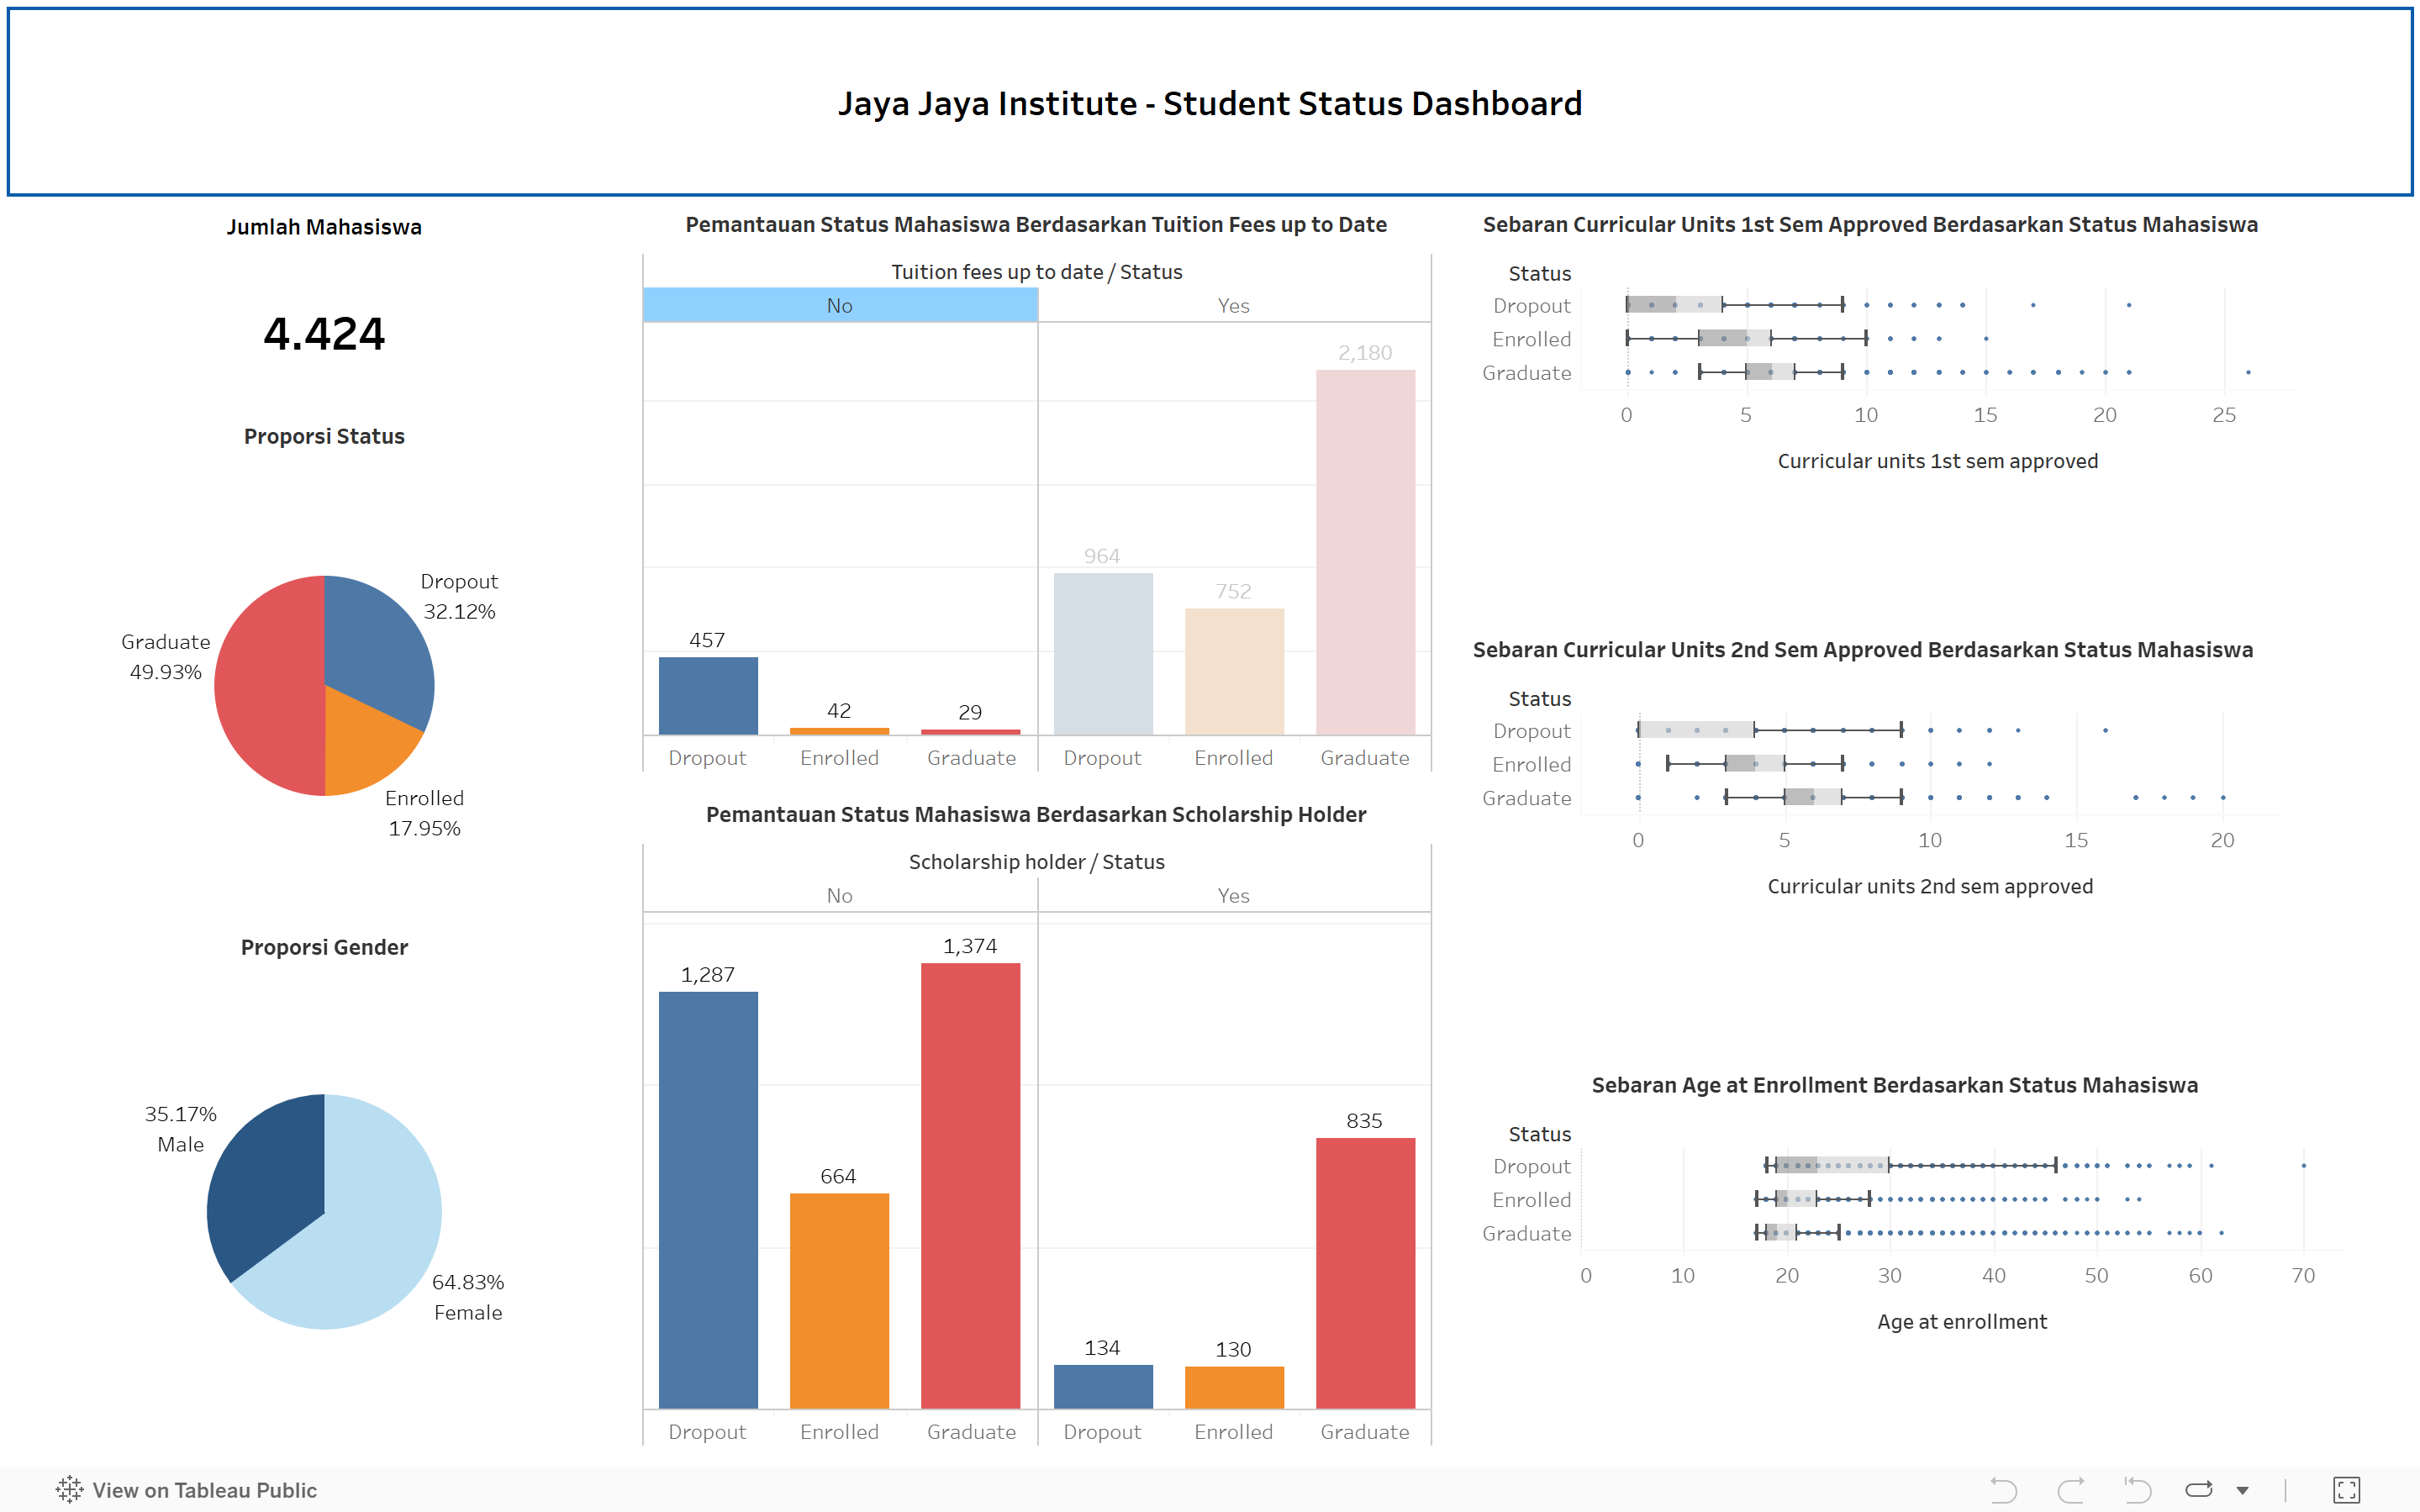 Jaya Jaya Institute - Student Status Dashboard
Jumlah Mahasiswa
4.424
Proporsi Status
Dropout
32.12%
Graduate
49.93%
Enrolled
17.95%
Proporsi Gender
35.17%
Male
64.83%
Female
Pemantauan Status Mahasiswa Berdasarkan Tuition Fees up to Date
Tuition fees up to date / Status
No Yes
2,180
964
752
457
42
29
Dropout Enrolled Graduate Dropout Enrolled Graduate
Pemantauan Status Mahasiswa Berdasarkan Scholarship Holder
Scholarship holder / Status
No Yes
1,374
1,287
835
664
134
130
Dropout Enrolled Graduate Dropout Enrolled Graduate
Sebaran Curricular Units 1st Sem Approved Berdasarkan Status Mahasiswa
Status
Dropout
Enrolled
Graduate
0 5 10 15 20 25
Curricular units 1st sem approved
Sebaran Curricular Units 2nd Sem Approved Berdasarkan Status Mahasiswa
Status
Dropout
Enrolled
Graduate
0 5 10 15 20
Curricular units 2nd sem approved
Sebaran Age at Enrollment Berdasarkan Status Mahasiswa
Status
Dropout
Enrolled
Graduate
0 10 20 30 40 50 60 70
Age at enrollment
View on Tableau Public